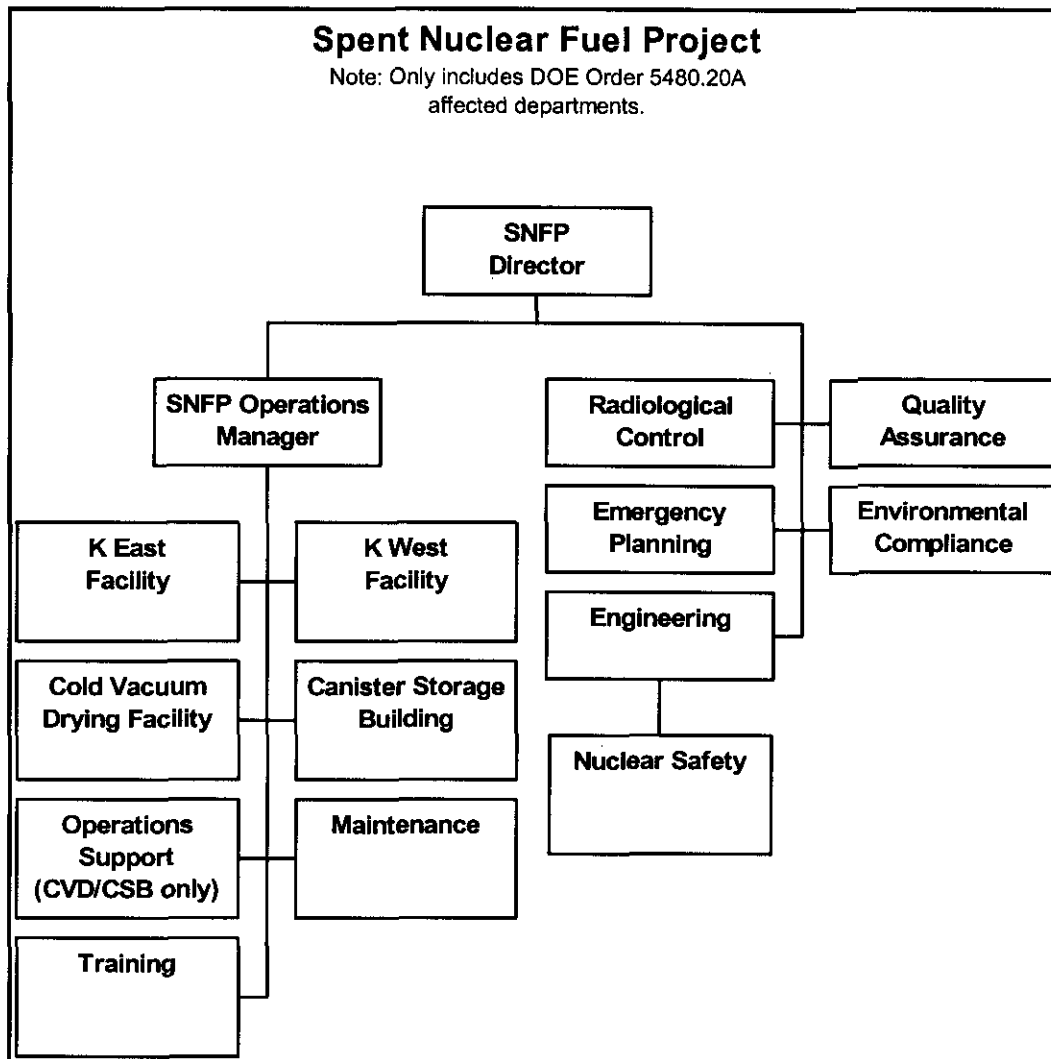 Spent Nuclear Fuel Project
Note: Only includes DOE Order 5480.20A
affected departments.
SNFP
Director
SNFP Operations
Manager
Radiological
Control
Quality
Assurance
Emergency
Planning
Environmental
Compliance
K East
Facility
K West
Facility
Engineering
Cold Vacuum
Drying Facility
Canister Storage
Building
Nuclear Safety
Operations
Support
(CVD/CSB only)
Maintenance
Training